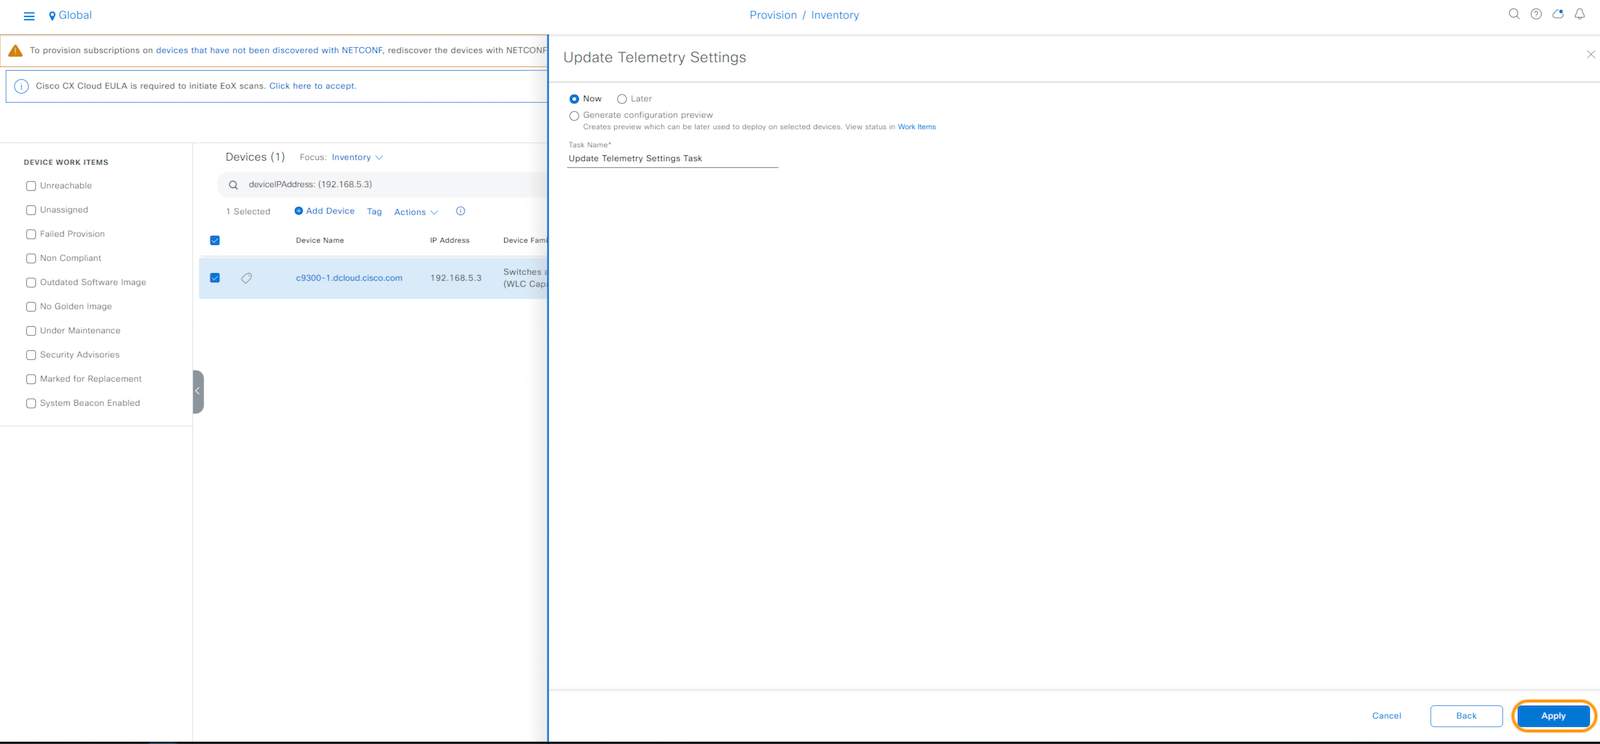 Global
Provision / Inventory
To provision subscriptions on devices that have not been discovered with NETCONF, rediscover the devices with NETCONF
Cisco CX Cloud EULA is required to initiate EoX scans. Click here to accept.
DEVICE WORK ITEMS
Unreachable
Unassigned
Failed Provision
Non Compliant
Outdated Software Image
No Golden Image
Under Maintenance
Security Advisories
Marked for Replacement
System Beacon Enabled
Devices (1) Focus: Inventory
deviceIPAddress: (192.168.5.3)
1 Selected Add Device Tag Actions
Device Name IP Address Device Fami
c9300-1.dcloud.cisco.com 192.168.5.3 Switches a
(WLC Cap
Update Telemetry Settings
Now Later
Generate configuration preview
Creates preview which can be later used to deploy on selected devices. View status in Work Items
Task Name*
Update Telemetry Settings Task
Cancel Back Apply